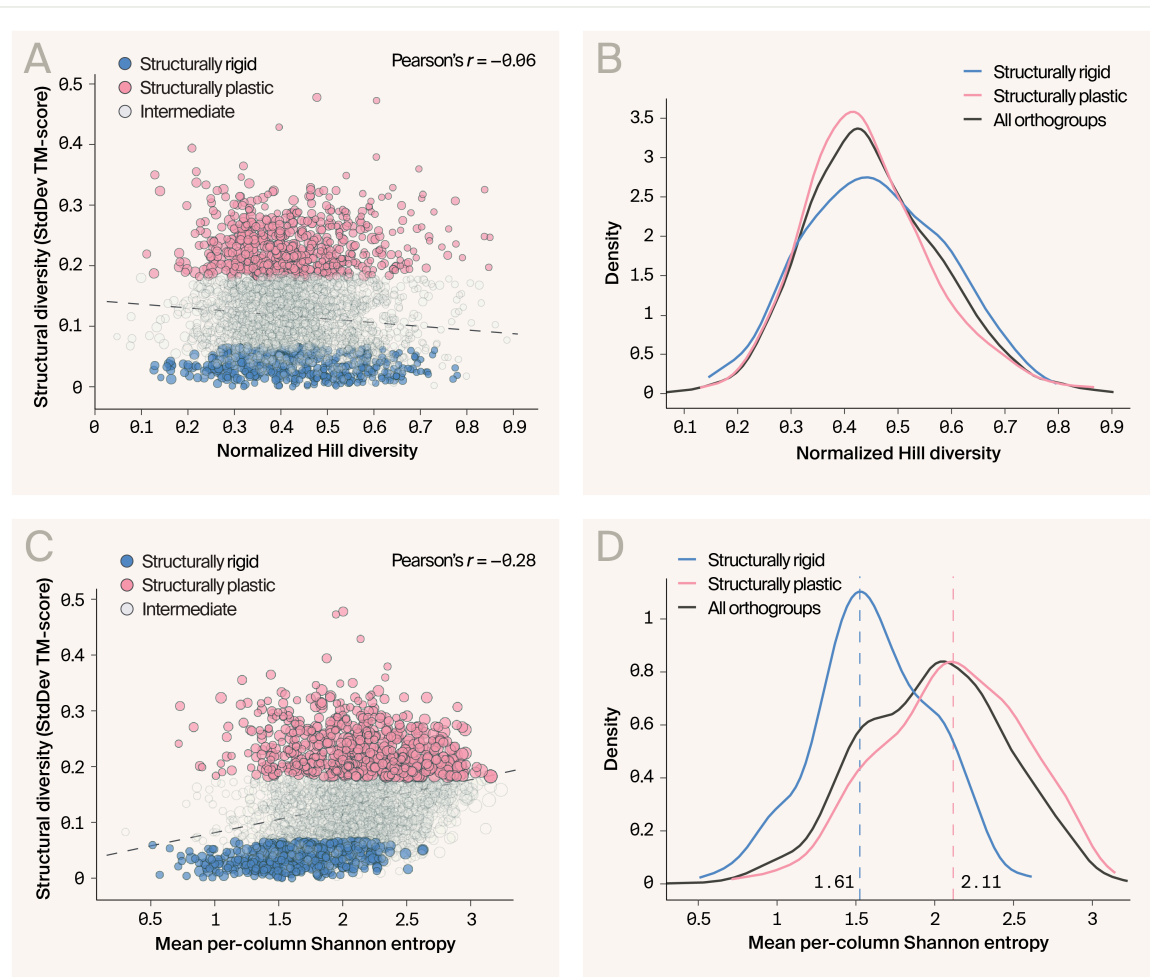 A
Structurally rigid
Structurally plastic
Intermediate
Pearson's r = −0.06
Structural diversity (StdDev TM-score)
0.5
0.4
0.3
0.2
0.1
0
0 0.1 0.2 0.3 0.4 0.5 0.6 0.7 0.8 0.9
Normalized Hill diversity
B
Structurally rigid
Structurally plastic
All orthogroups
Density
3.5
3
2.5
2
1.5
1
0.5
0
0.1 0.2 0.3 0.4 0.5 0.6 0.7 0.8 0.9
Normalized Hill diversity
C
Structurally rigid
Structurally plastic
Intermediate
Pearson's r = −0.28
Structural diversity (StdDev TM-score)
0.5
0.4
0.3
0.2
0.1
0
0.5 1 1.5 2 2.5 3
Mean per-column Shannon entropy
D
Structurally rigid
Structurally plastic
All orthogroups
Density
1
0.8
0.6
0.4
0.2
0
1.61 2.11
0.5 1 1.5 2 2.5 3
Mean per-column Shannon entropy